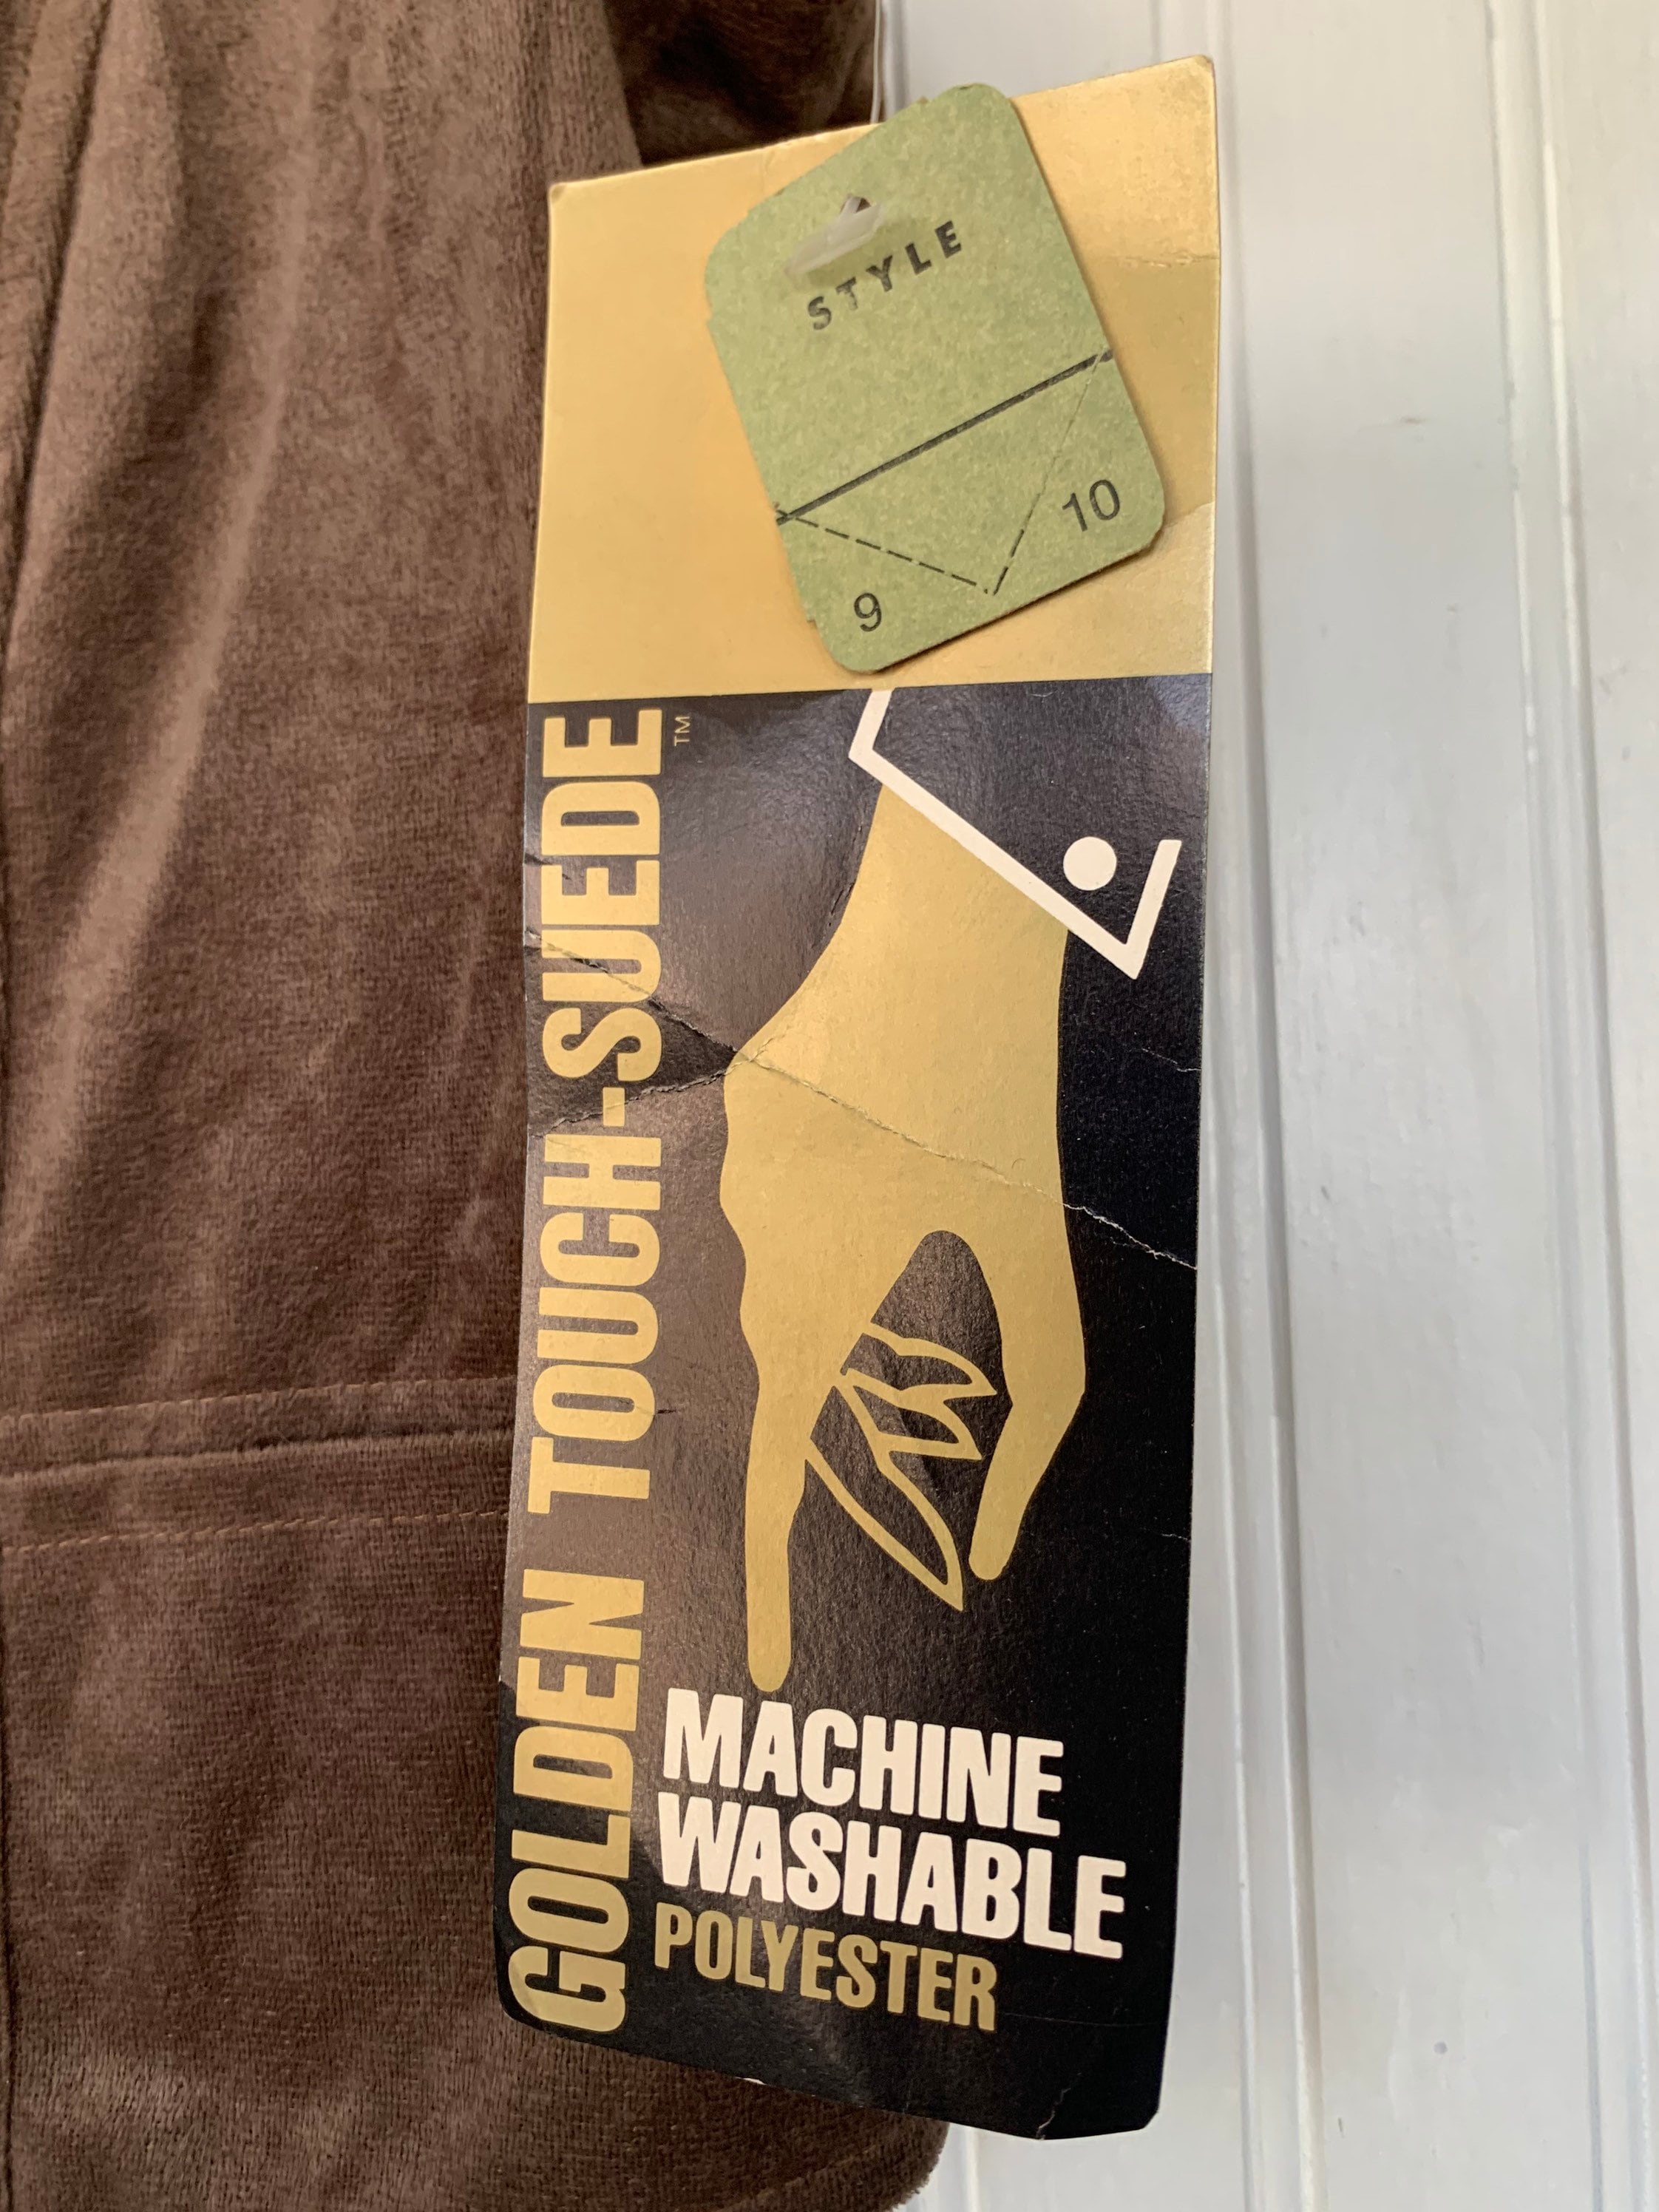 STYLE
9 10
GOLDEN TOUCH-SUEDE™
MACHINE
WASHABLE
POLYESTER